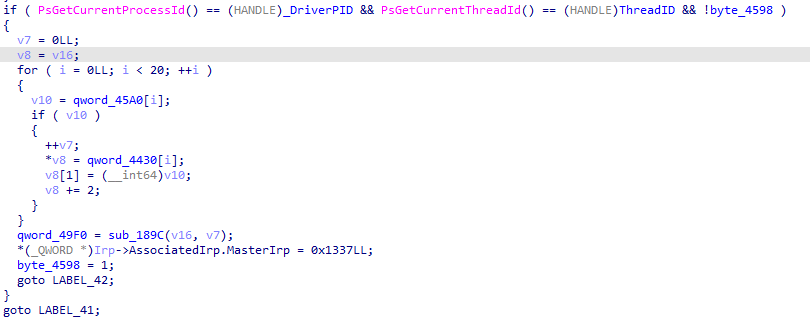 if ( PsGetCurrentProcessId() == (HANDLE)_DriverPID && PsGetCurrentThreadId() == (HANDLE)ThreadID && !byte_4598 )
{
v7 = 0LL;
v8 = v16;
for ( i = 0LL; i < 20; ++i )
{
v10 = qword_45A0[i];
if ( v10 )
{
++v7;
*v8 = qword_4430[i];
v8[1] = (__int64)v10;
v8 += 2;
}
}
qword_49F0 = sub_189C(v16, v7);
*(_QWORD *)Irp->AssociatedIrp.MasterIrp = 0x1337LL;
byte_4598 = 1;
goto LABEL_42;
}
goto LABEL_41;